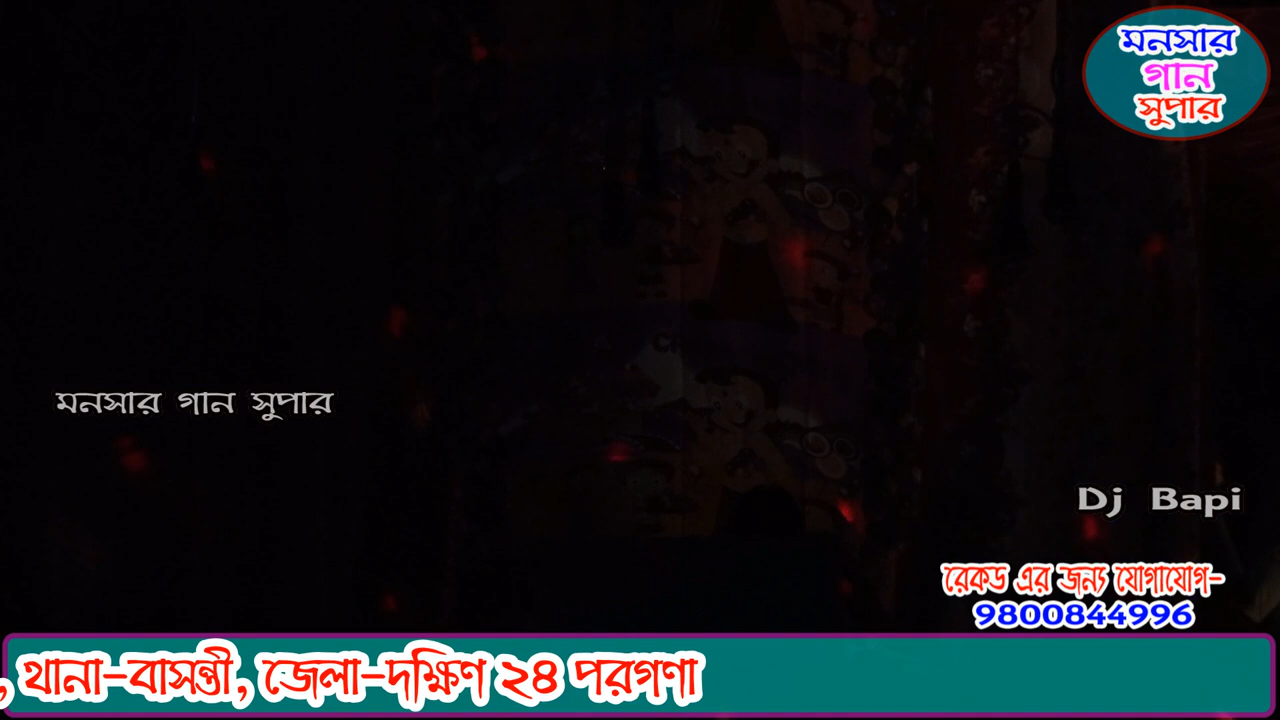 মনসার
গান
সুপার
মনসার গান সুপার
Dj Bapi
রেকড এর জন্য যোগাযোগ-
9800844996
, থানা-বাসন্তী, জেলা-দক্ষিণ ২৪ পরগণা